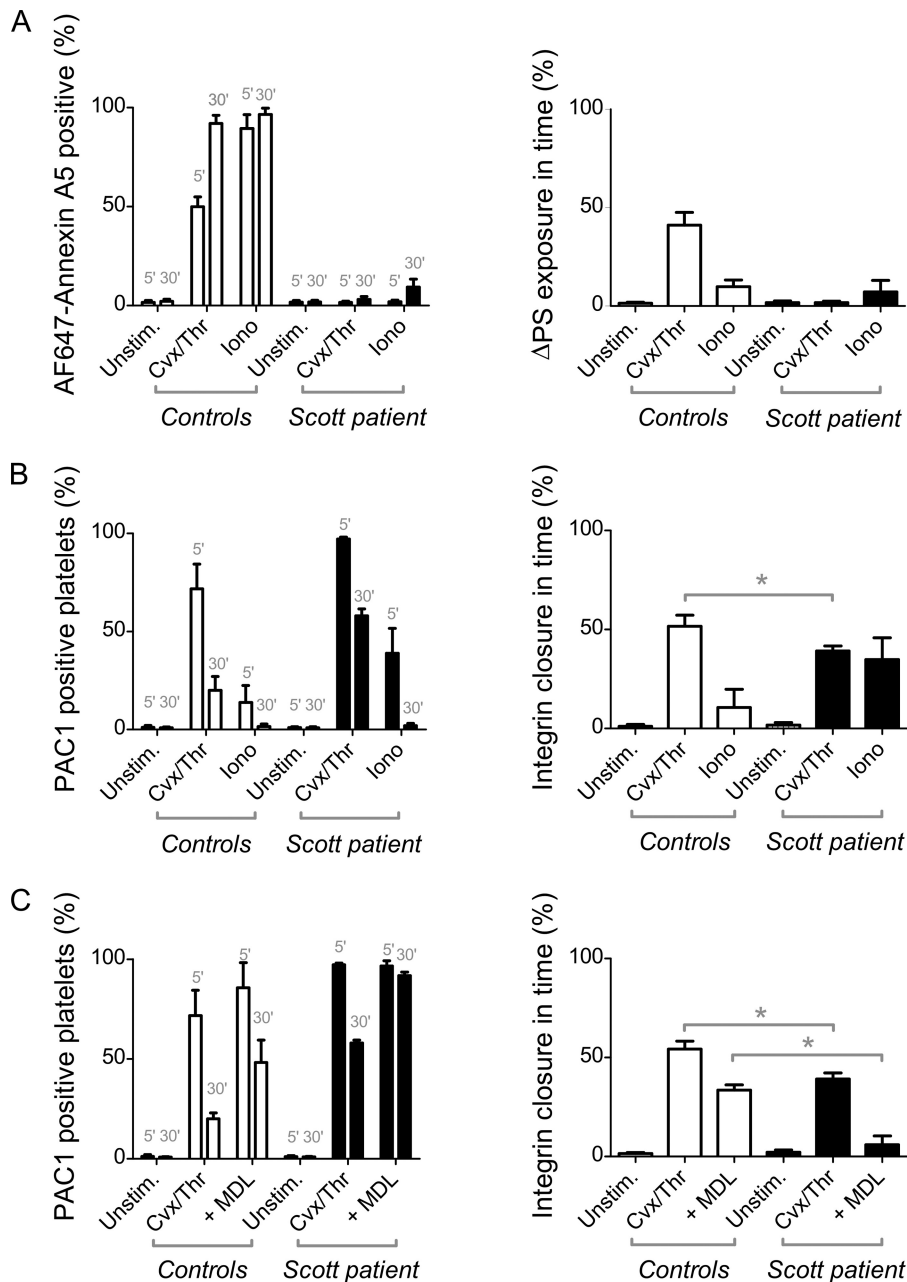 A
AF647-Annexin A5 positive (%)
100
50
0
5' 30'
5'
30'
5' 30'
5' 30'
5' 30'
5'
30'
Unstim.
Cvx/Thr
Iono
Unstim.
Cvx/Thr
Iono
Controls
Scott patient
ΔPS exposure in time (%)
100
50
0
Unstim.
Cvx/Thr
Iono
Unstim.
Cvx/Thr
Iono
Controls
Scott patient
B
PAC1 positive platelets (%)
100
50
0
5' 30'
5'
30'
5'
30'
5' 30'
5'
30'
5'
30'
Unstim.
Cvx/Thr
Iono
Unstim.
Cvx/Thr
Iono
Controls
Scott patient
Integrin closure in time (%)
100
50
0
*
Unstim.
Cvx/Thr
Iono
Unstim.
Cvx/Thr
Iono
Controls
Scott patient
C
PAC1 positive platelets (%)
100
50
0
5' 30'
5'
30'
5'
30'
5' 30'
5'
30'
5' 30'
Unstim.
Cvx/Thr
+ MDL
Unstim.
Cvx/Thr
+ MDL
Controls
Scott patient
Integrin closure in time (%)
100
50
0
*
*
Unstim.
Cvx/Thr
+ MDL
Unstim.
Cvx/Thr
+ MDL
Controls
Scott patient